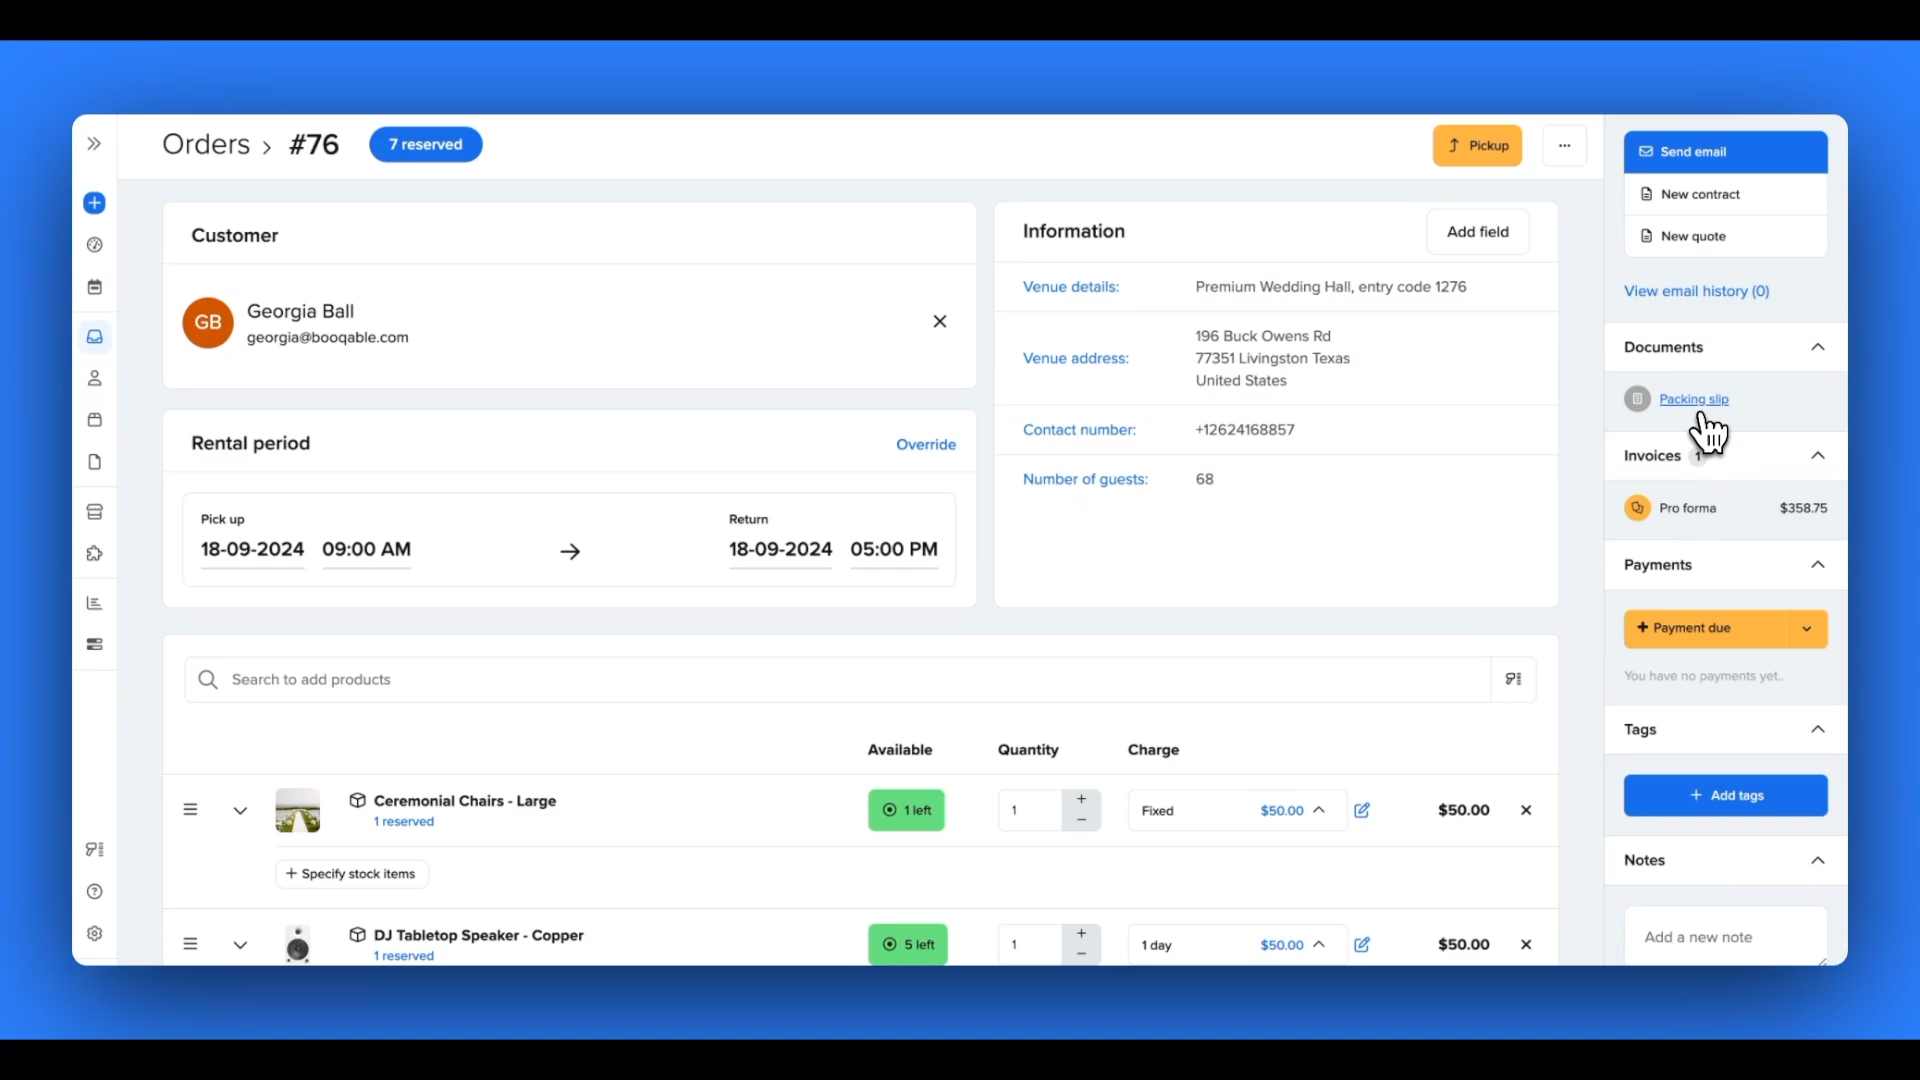 Orders › #76
7 reserved
Pickup
...
Send email
New contract
New quote
View email history (0)
Customer
GB
Georgia Ball
georgia@booqable.com
Information
Add field
Venue details:
Premium Wedding Hall, entry code 1276
Venue address:
196 Buck Owens Rd
77351 Livingston Texas
United States
Contact number:
+12624168857
Number of guests:
68
Rental period
Override
Pick up
18-09-2024 09:00 AM
Return
18-09-2024 05:00 PM
Documents
Packing slip
Invoices 1
Pro forma
$358.75
Payments
+ Payment due
You have no payments yet..
Tags
+ Add tags
Notes
Add a new note
Search to add products
Available
Quantity
Charge
Ceremonial Chairs - Large
1 reserved
1 left
1
+
−
Fixed
$50.00
$50.00
+ Specify stock items
DJ Tabletop Speaker - Copper
1 reserved
5 left
1
+
−
1 day
$50.00
$50.00